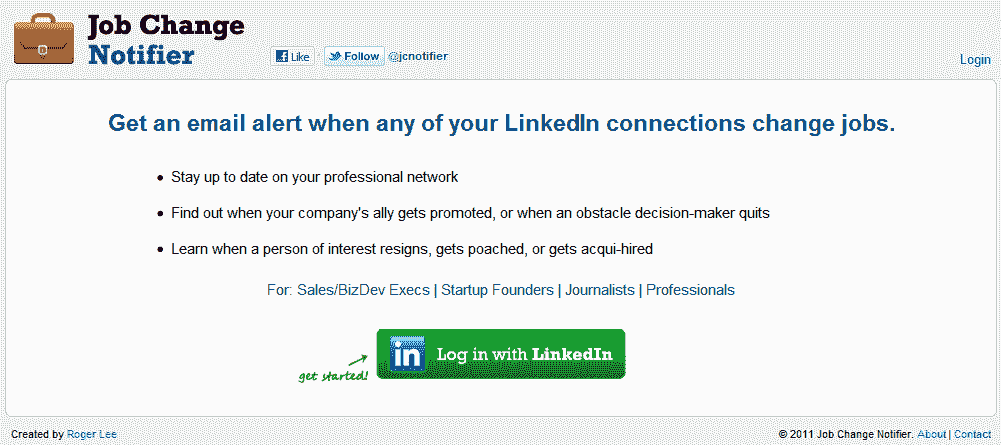 Job Change
Notifier
Like
Follow @jcnotifier
Login
Get an email alert when any of your LinkedIn connections change jobs.
Stay up to date on your professional network
Find out when your company's ally gets promoted, or when an obstacle decision-maker quits
Learn when a person of interest resigns, gets poached, or gets acqui-hired
For: Sales/BizDev Execs | Startup Founders | Journalists | Professionals
in Log in with LinkedIn
get started!
Created by Roger Lee
© 2011 Job Change Notifier. About | Contact